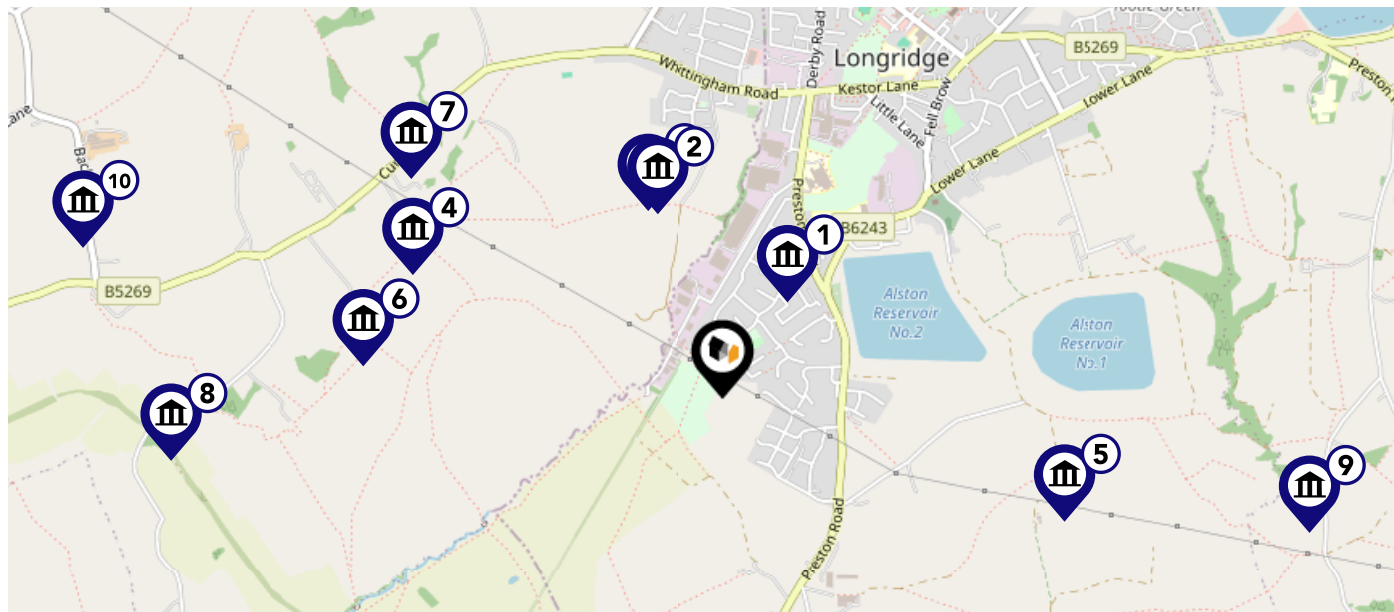 B5269
Longridge
Derby Road
Whittingham Road
Kestor Lane
Little Lane
Fell Brow
Lower Lane
Lower Lane
7
2
10
4
1
B6243
B5269
6
Alston
Reservoir
No.2
Alston
Reservoir
No.1
8
5
9
Preston Road